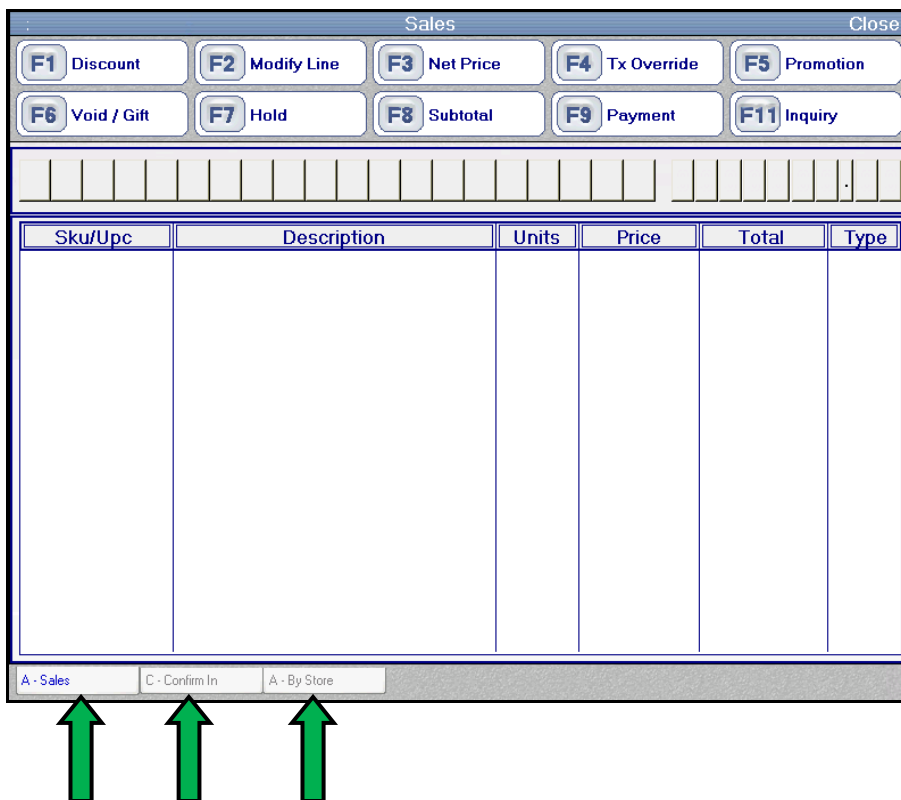 : Sales Close
F1 Discount F2 Modify Line F3 Net Price F4 Tx Override F5 Promotion
F6 Void / Gift F7 Hold F8 Subtotal F9 Payment F11 Inquiry
.
Sku/Upc Description Units Price Total Type
A - Sales C - Confirm In A - By Store